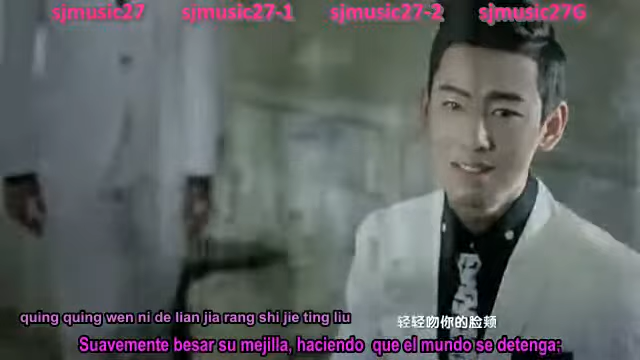 sjmusic27 sjmusic27-1 sjmusic27-2 sjmusic27G
quing quing wen ni de lian jia rang shi jie ting liu
轻轻吻你的脸颊
Suavemente besar su mejilla, haciendo que el mundo se detenga;